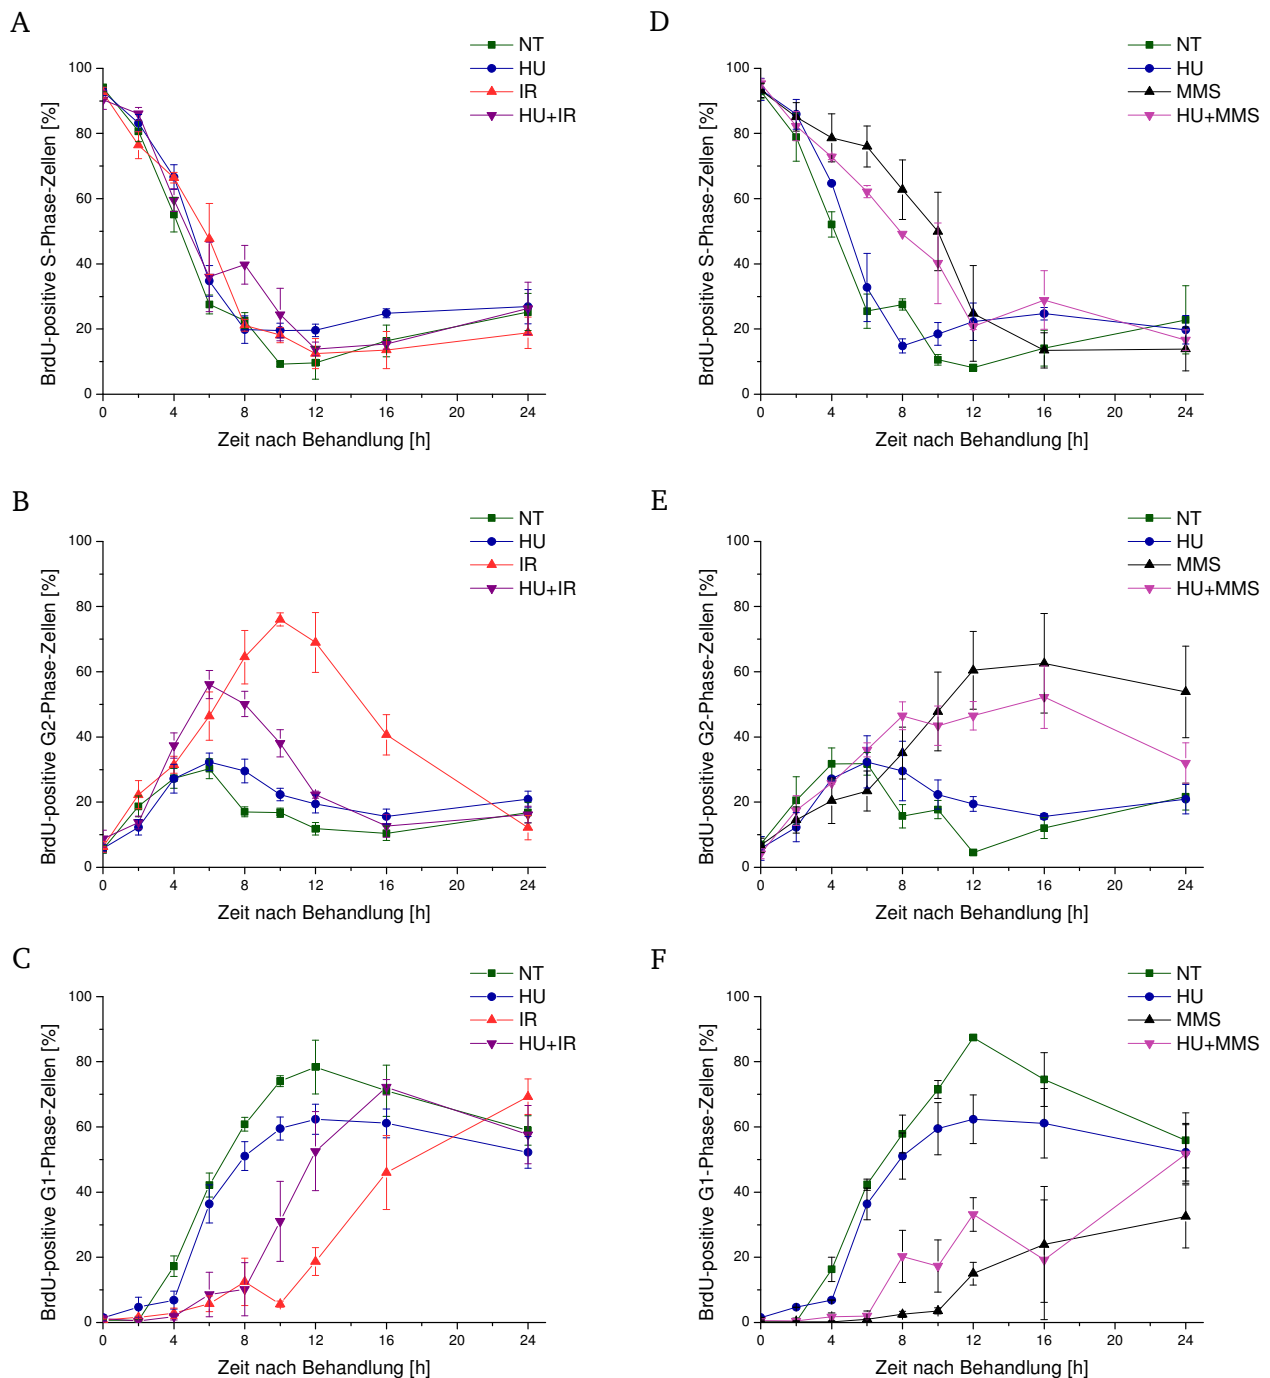 A
NT
HU
IR
HU+IR
BrdU-positive S-Phase-Zellen [%]
100
80
60
40
20
0
0 4 8 12 16 20 24
Zeit nach Behandlung [h]
D
NT
HU
MMS
HU+MMS
BrdU-positive S-Phase-Zellen [%]
100
80
60
40
20
0
0 4 8 12 16 20 24
Zeit nach Behandlung [h]
B
NT
HU
IR
HU+IR
BrdU-positive G2-Phase-Zellen [%]
100
80
60
40
20
0
0 4 8 12 16 20 24
Zeit nach Behandlung [h]
E
NT
HU
MMS
HU+MMS
BrdU-positive G2-Phase-Zellen [%]
100
80
60
40
20
0
0 4 8 12 16 20 24
Zeit nach Behandlung [h]
C
NT
HU
IR
HU+IR
BrdU-positive G1-Phase-Zellen [%]
100
80
60
40
20
0
0 4 8 12 16 20 24
Zeit nach Behandlung [h]
F
NT
HU
MMS
HU+MMS
BrdU-positive G1-Phase-Zellen [%]
100
80
60
40
20
0
0 4 8 12 16 20 24
Zeit nach Behandlung [h]